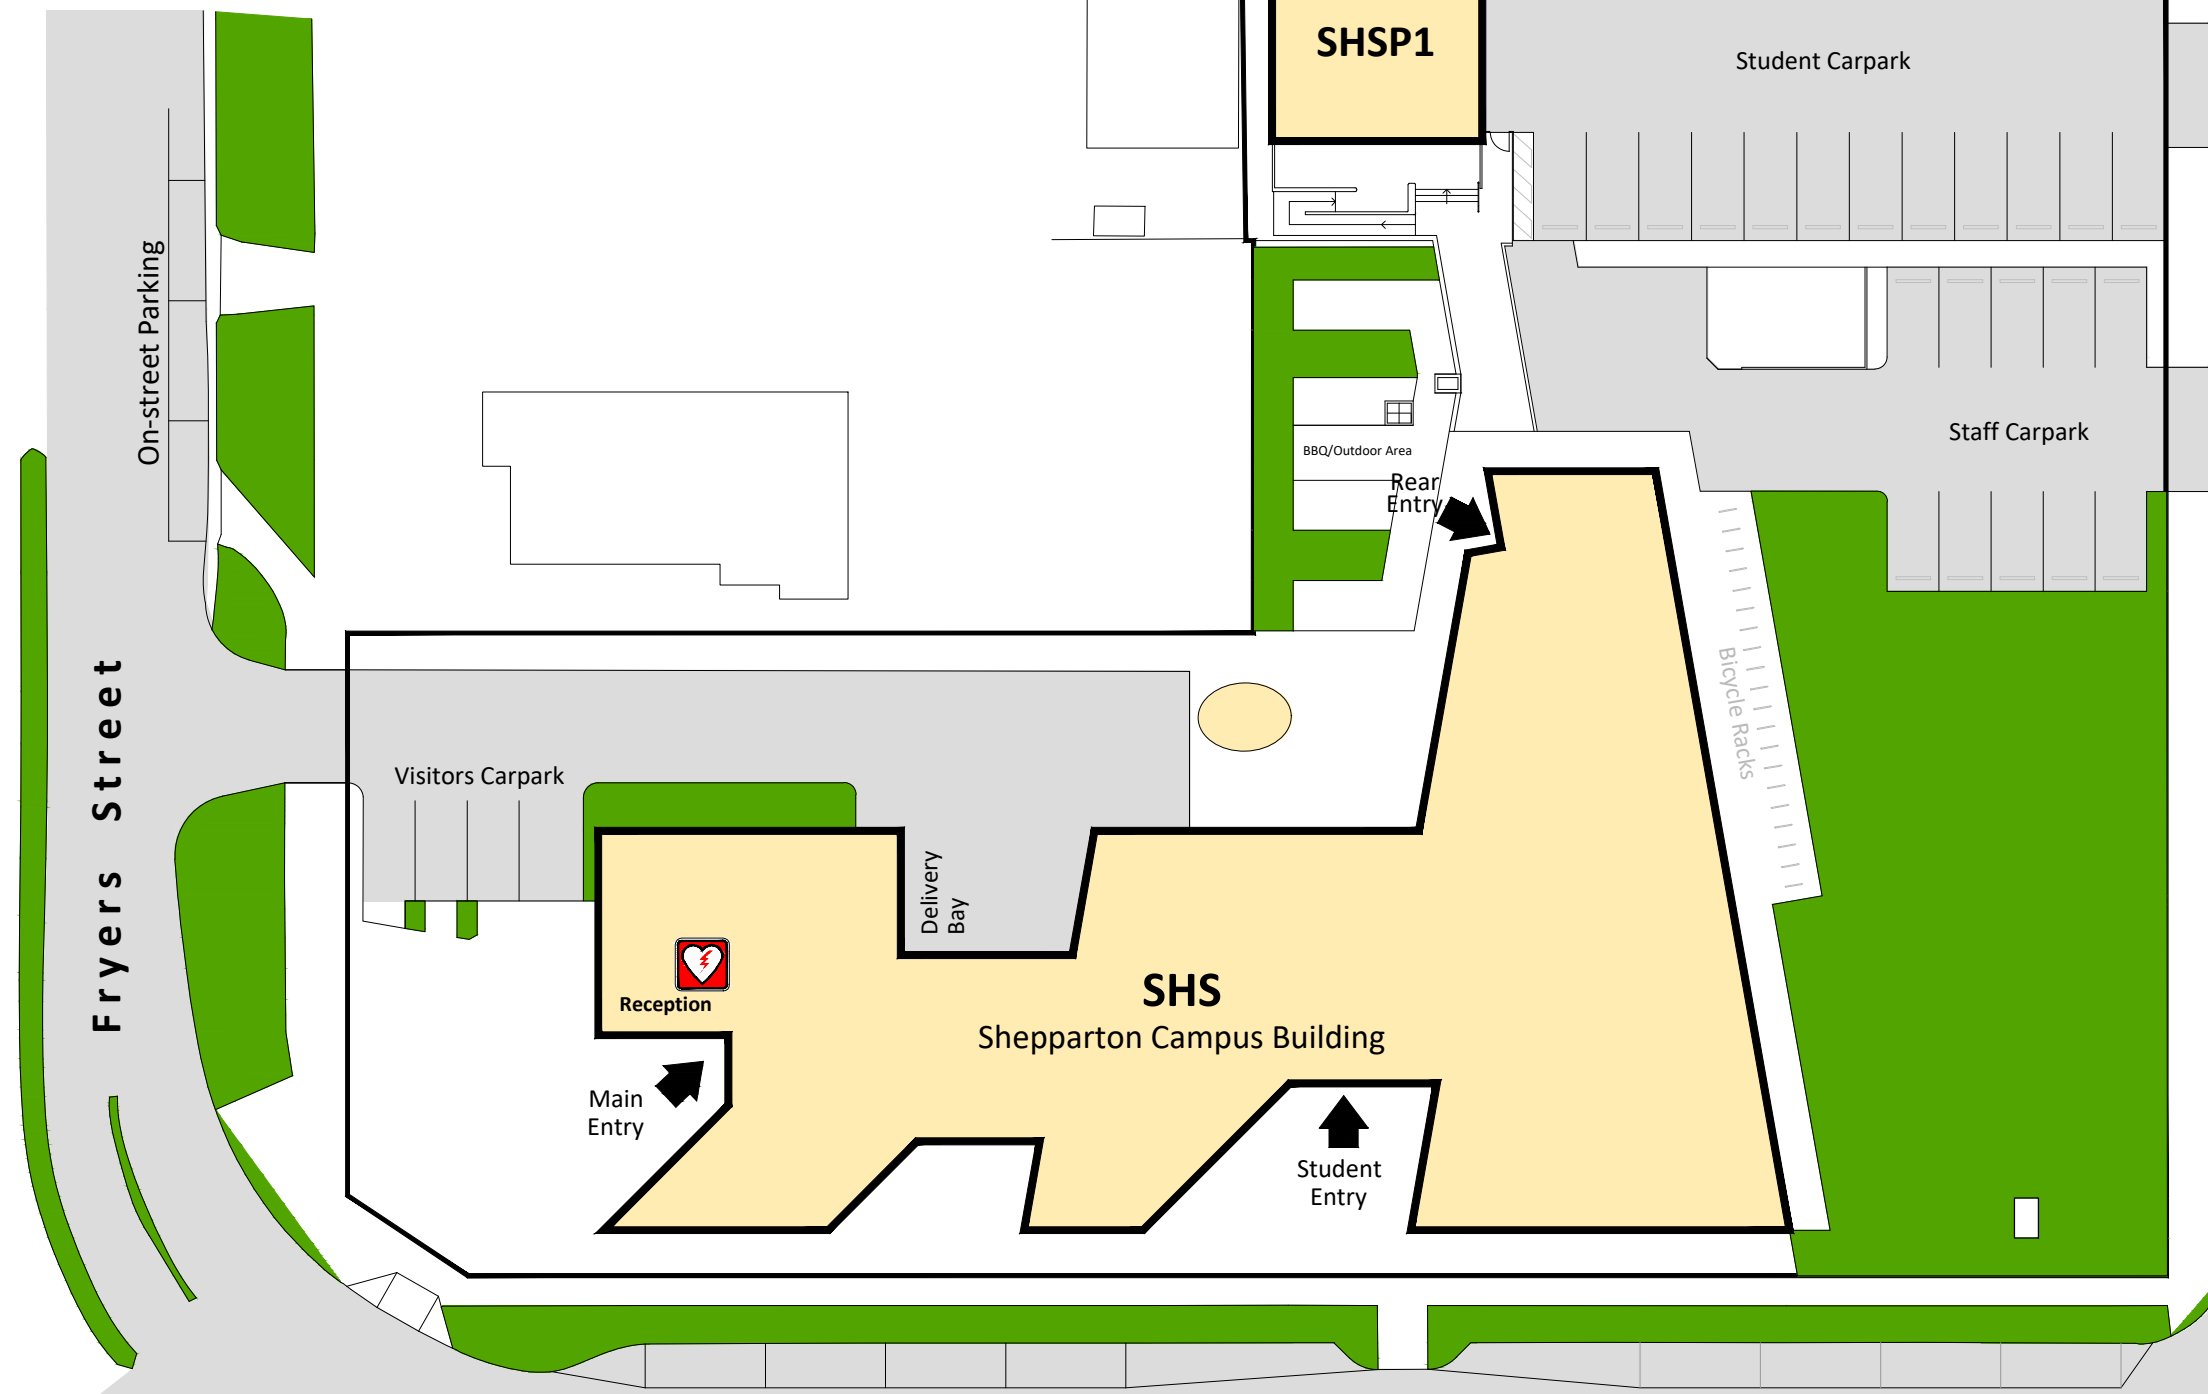 SHSP1
Student Carpark
On-street Parking
Staff Carpark
BBQ/Outdoor Area
Rear
Entry
Bicycle Racks
Fryers Street
Visitors Carpark
Delivery
Bay
Reception
SHS
Shepparton Campus Building
Main
Entry
Student
Entry